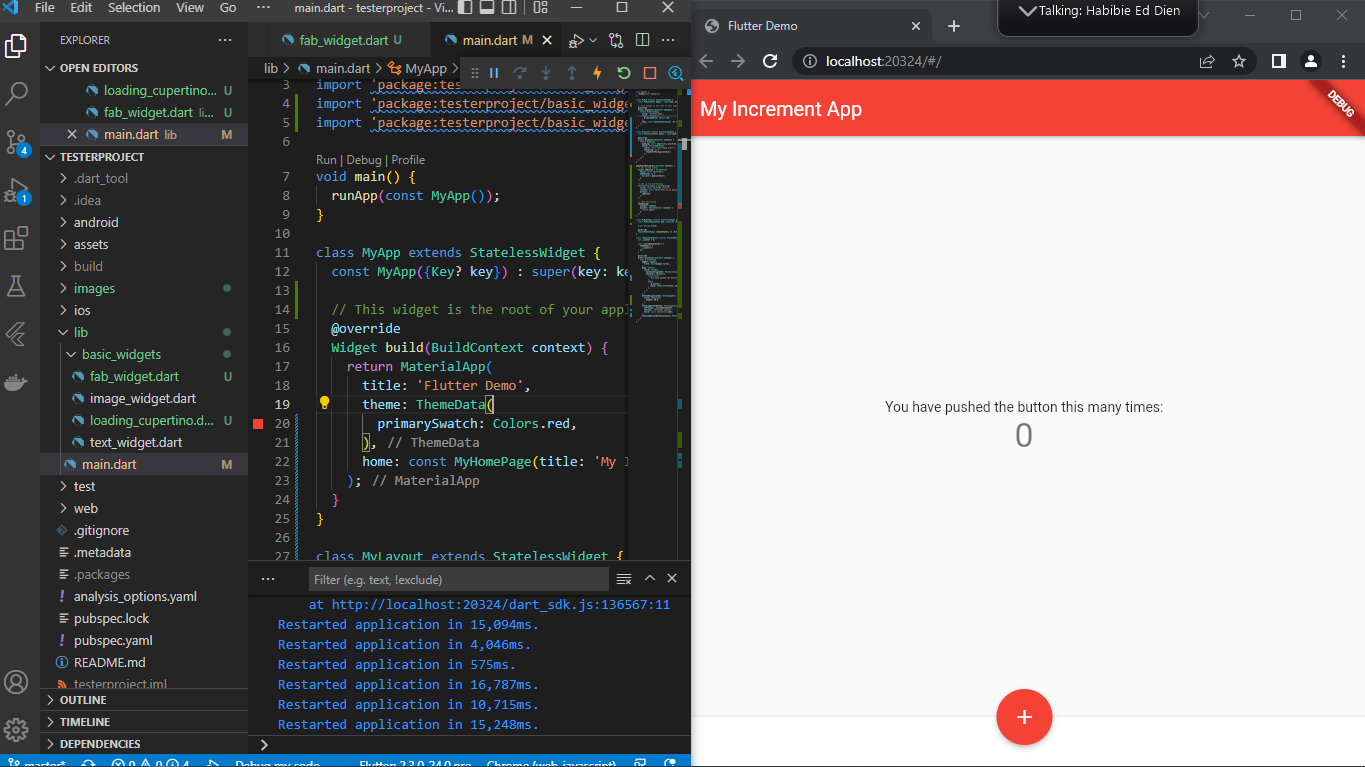 File Edit Selection View Go ··· main.dart - testerproject - Vi...
EXPLORER ···
OPEN EDITORS
loading_cupertino... U
fab_widget.dart li... U
main.dart lib M
TESTERPROJECT
.dart_tool
.idea
android
assets
build
images
ios
lib
basic_widgets
fab_widget.dart U
image_widget.dart
loading_cupertino.d... U
text_widget.dart
main.dart M
test
web
.gitignore
.metadata
.packages
analysis_options.yaml
pubspec.lock
pubspec.yaml
README.md
testerproject.iml
OUTLINE
TIMELINE
DEPENDENCIES
4
1
fab_widget.dart U main.dart M
lib > main.dart > MyApp >
3 import 'package:tes
4 import 'package:testerproject/basic_widge
5 import 'package:testerproject/basic_widge
6
Run | Debug | Profile
7 void main() {
8 runApp(const MyApp());
9 }
10
11 class MyApp extends StatelessWidget {
12 const MyApp({Key? key}) : super(key: ke
13
14 // This widget is the root of your appl
15 @override
16 Widget build(BuildContext context) {
17 return MaterialApp(
18 title: 'Flutter Demo',
19 theme: ThemeData(
20 primarySwatch: Colors.red,
21 ), // ThemeData
22 home: const MyHomePage(title: 'My I
23 ); // MaterialApp
24 }
25 }
26
27 class MyLayout extends StatelessWidget {
··· Filter (e.g. text, !exclude)
at http://localhost:20324/dart_sdk.js:136567:11
Restarted application in 15,094ms.
Restarted application in 4,046ms.
Restarted application in 575ms.
Restarted application in 16,787ms.
Restarted application in 10,715ms.
Restarted application in 15,248ms.
master* 0 0 4 Debug my code Flutter: 2.3.0-24.0.pre Chrome (web-javascript)
Talking: Habibie Ed Dien
Flutter Demo
localhost:20324/#/
My Increment App
DEBUG
You have pushed the button this many times:
0
+